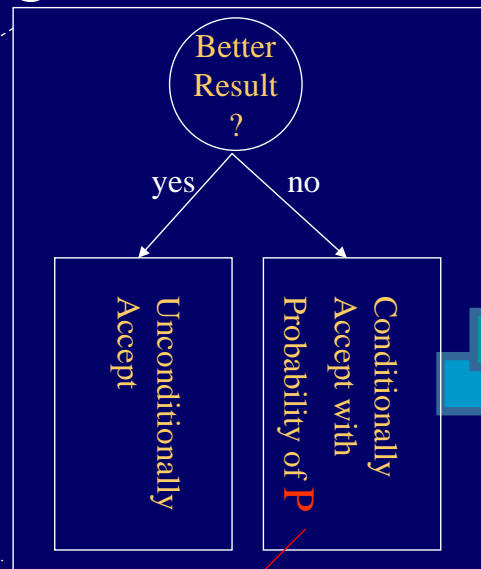 Better
Result
?
yes
no
Unconditionally
Accept
Conditionally
Accept with
Probability of P